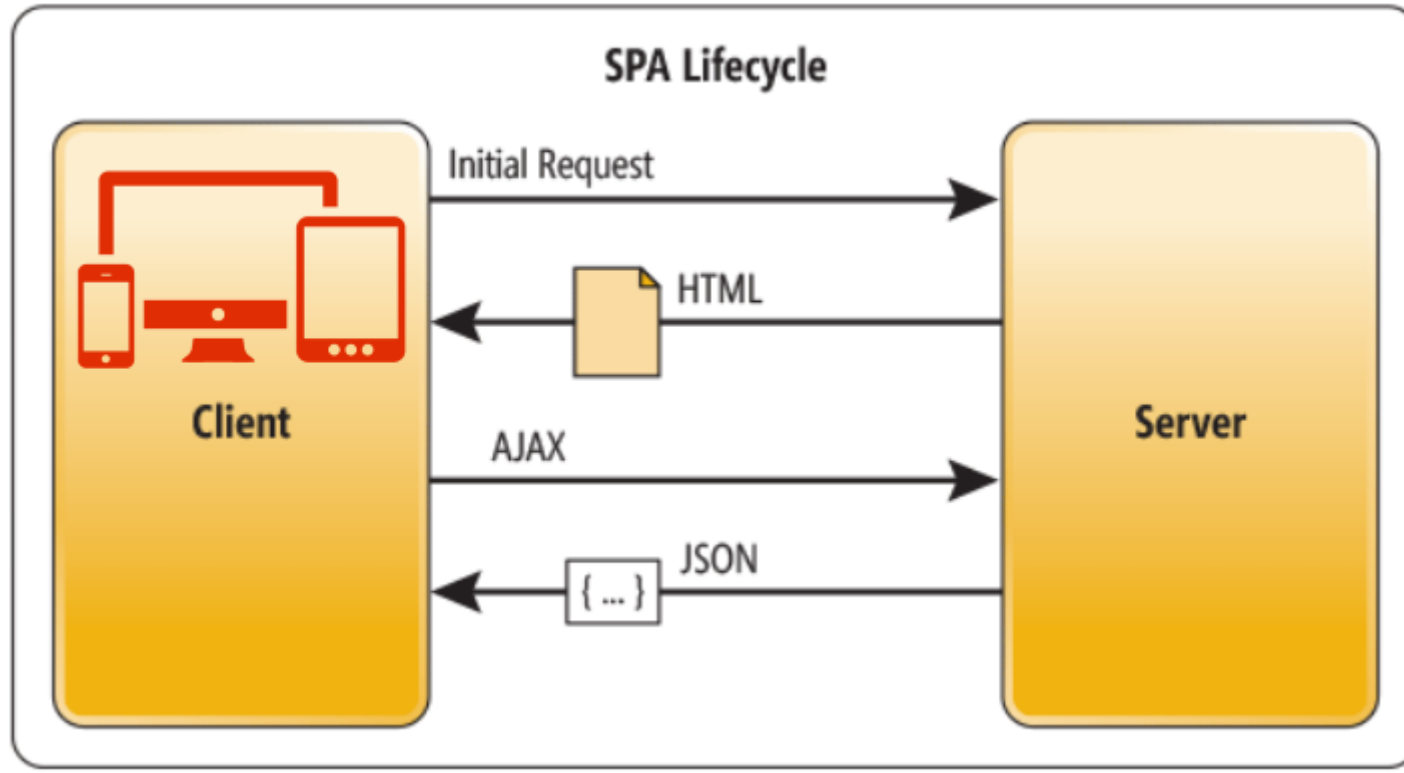 SPA Lifecycle
Initial Request
HTML
Client
Server
AJAX
JSON
{ ... }